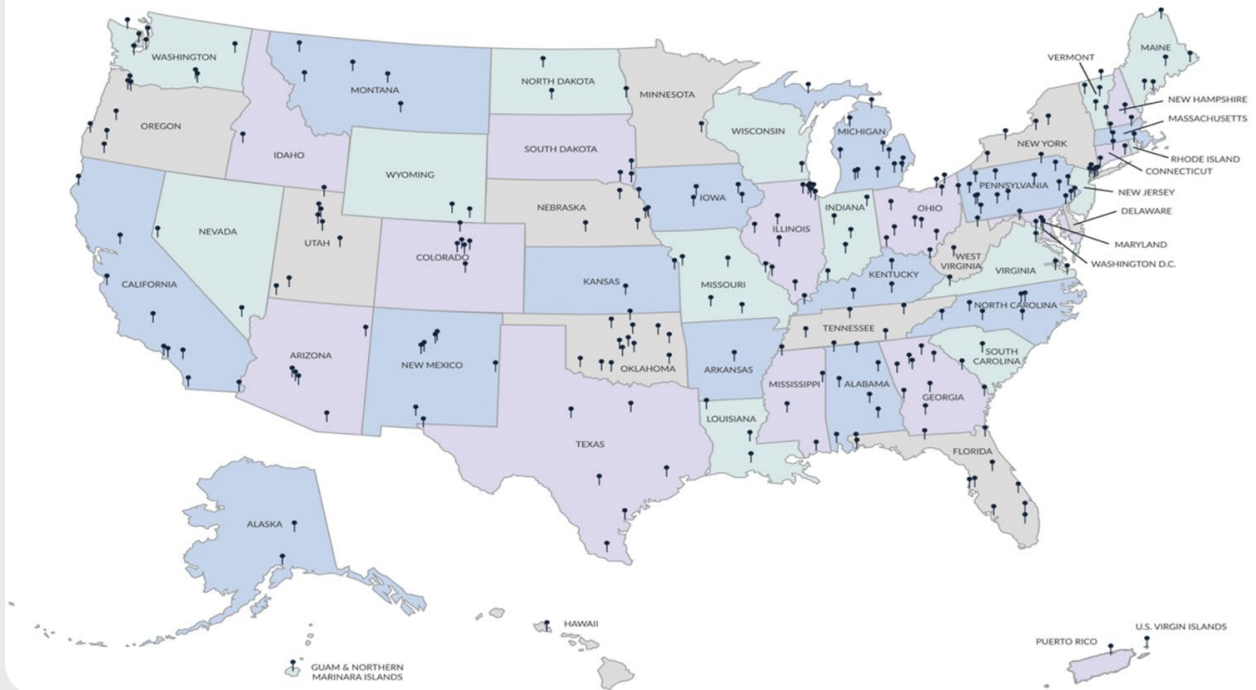 WASHINGTON
MONTANA
NORTH DAKOTA
MINNESOTA
VERMONT
MAINE
NEW HAMPSHIRE
MASSACHUSETTS
OREGON
IDAHO
WYOMING
SOUTH DAKOTA
WISCONSIN
MICHIGAN
NEW YORK
RHODE ISLAND
CONNECTICUT
PENNSYLVANIA
NEW JERSEY
DELAWARE
MARYLAND
WASHINGTON D.C.
NEVADA
UTAH
COLORADO
NEBRASKA
IOWA
ILLINOIS
INDIANA
OHIO
WEST
VIRGINIA
VIRGINIA
CALIFORNIA
KANSAS
MISSOURI
KENTUCKY
NORTH CAROLINA
TENNESSEE
ARIZONA
NEW MEXICO
OKLAHOMA
ARKANSAS
SOUTH
CAROLINA
MISSISSIPPI
ALABAMA
GEORGIA
TEXAS
LOUISIANA
FLORIDA
ALASKA
HAWAII
GUAM & NORTHERN
MARINARA ISLANDS
PUERTO RICO
U.S. VIRGIN ISLANDS